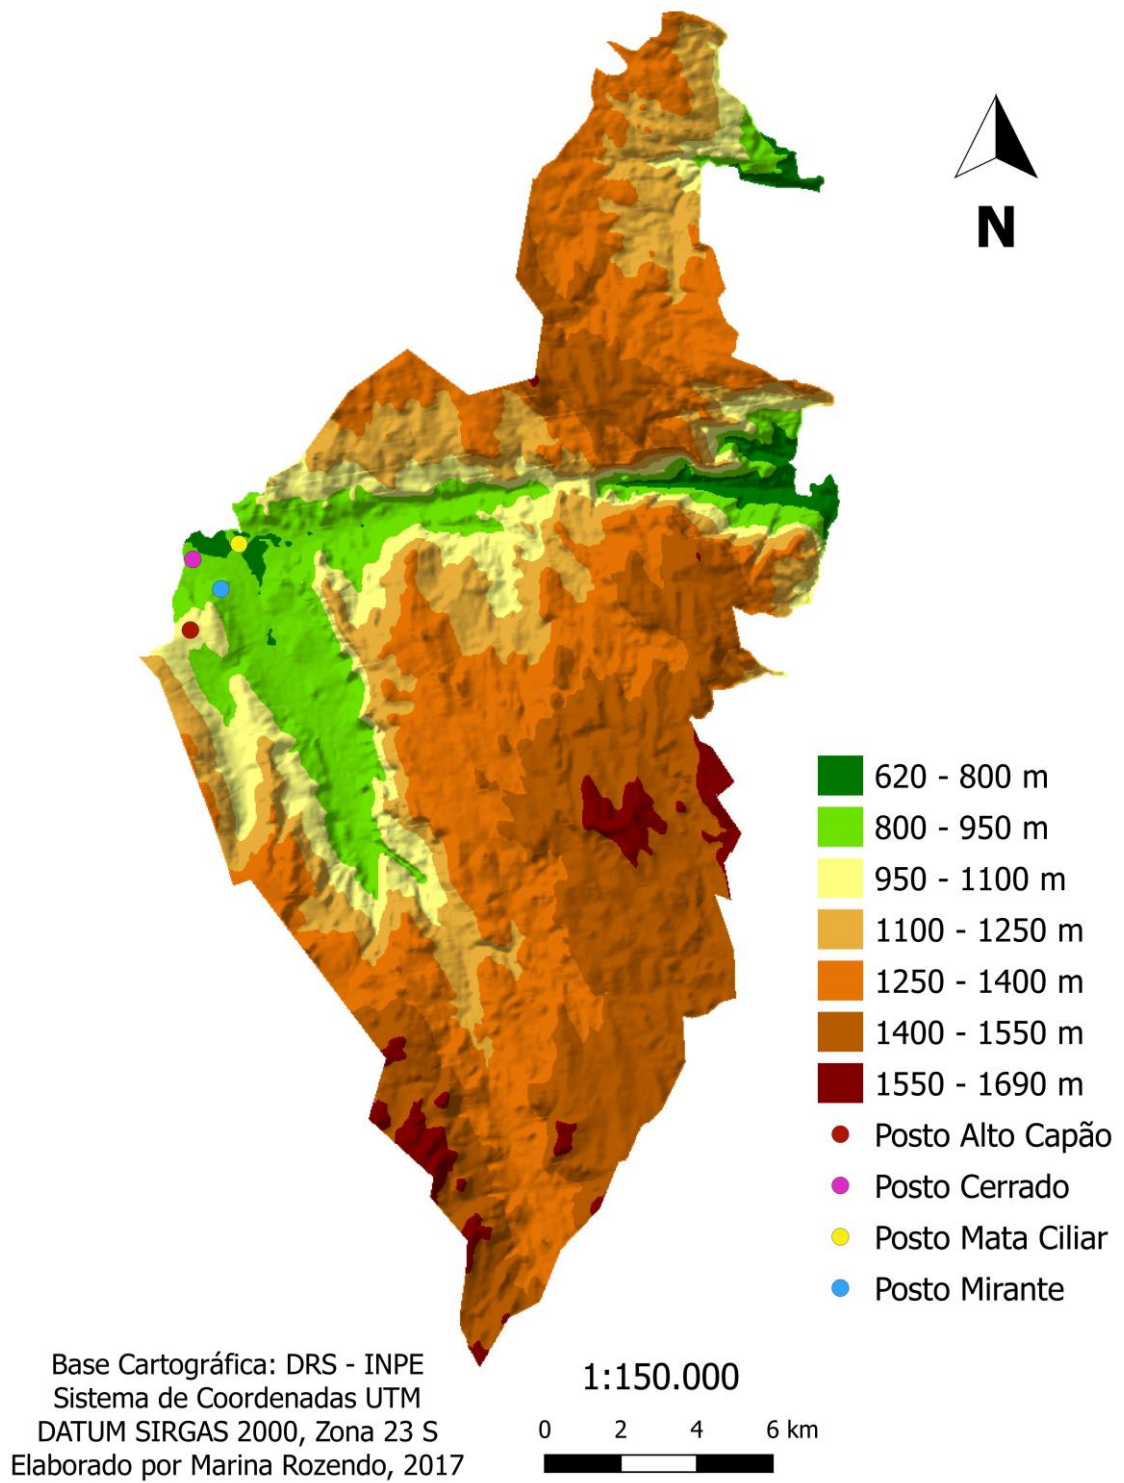 N
620 - 800 m
800 - 950 m
950 - 1100 m
1100 - 1250 m
1250 - 1400 m
1400 - 1550 m
1550 - 1690 m
Posto Alto Capão
Posto Cerrado
Posto Mata Ciliar
Posto Mirante
Base Cartográfica: DRS - INPE
Sistema de Coordenadas UTM
DATUM SIRGAS 2000, Zona 23 S
Elaborado por Marina Rozendo, 2017
1:150.000
0 2 4 6 km